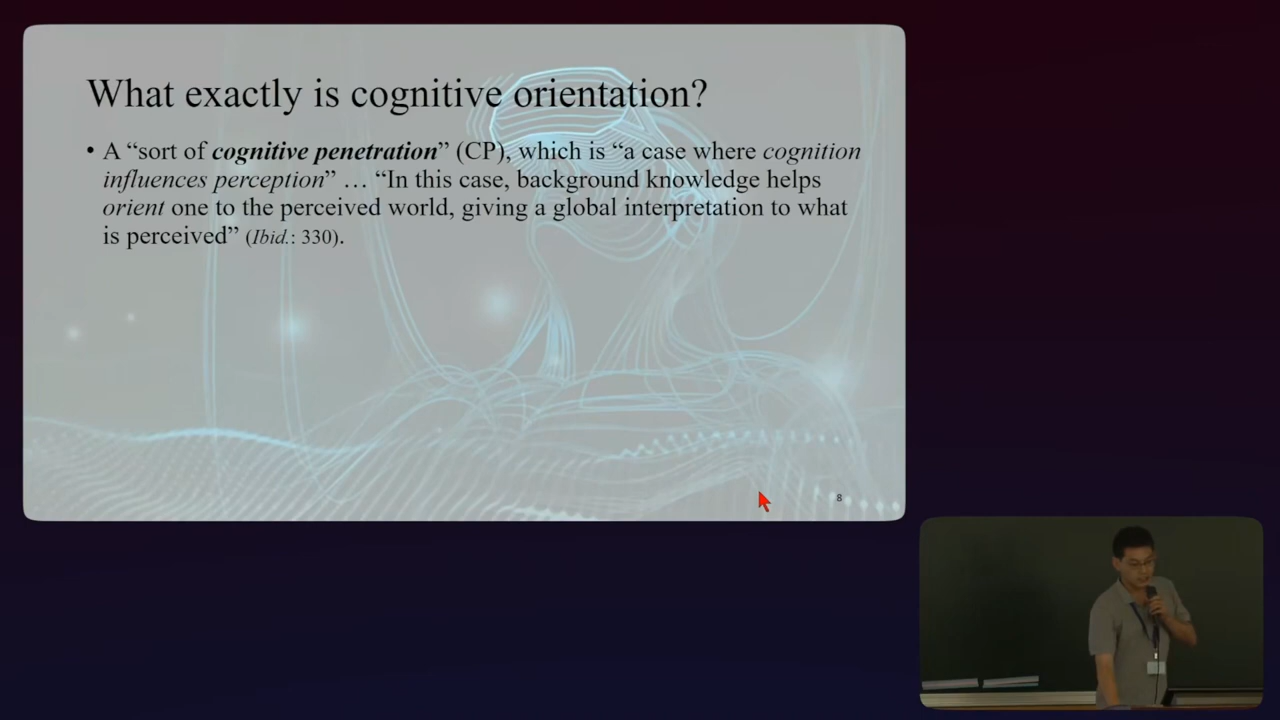 What exactly is cognitive orientation?
• A “sort of cognitive penetration” (CP), which is “a case where cognition
influences perception” … “In this case, background knowledge helps
orient one to the perceived world, giving a global interpretation to what
is perceived” (Ibid.: 330).
8